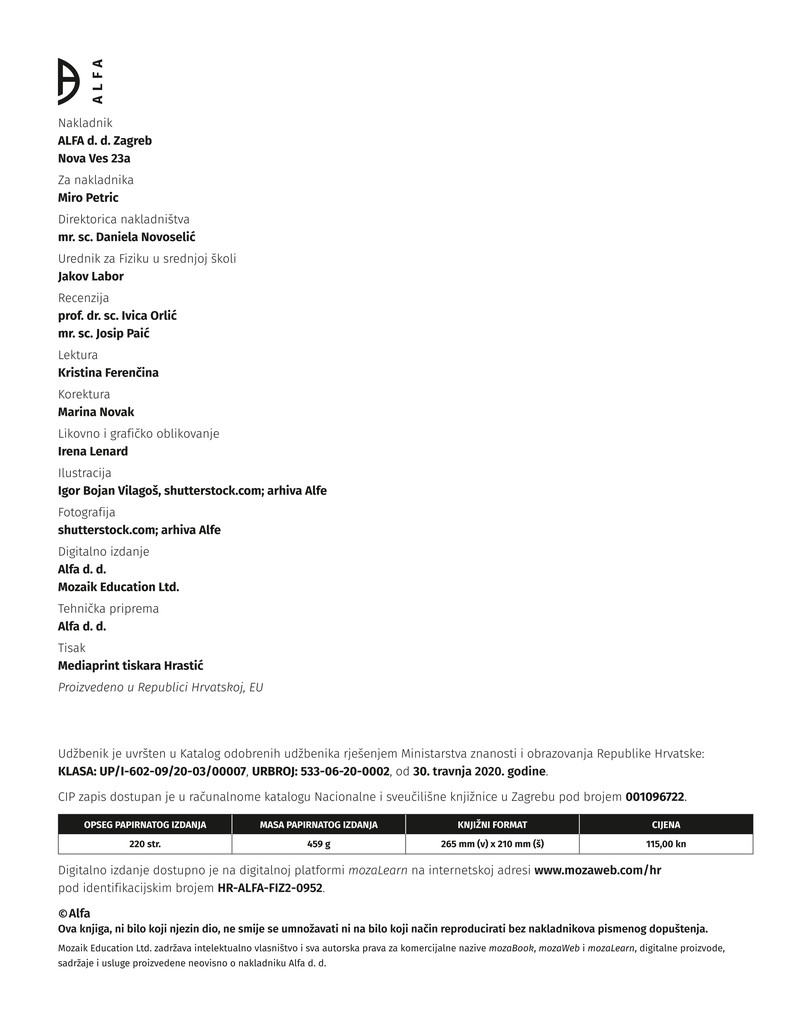 ALFA
Nakladnik
ALFA d. d. Zagreb
Nova Ves 23a
Za nakladnika
Miro Petric
Direktorica nakladništva
mr. sc. Daniela Novoselić
Urednik za Fiziku u srednjoj školi
Jakov Labor
Recenzija
prof. dr. sc. Ivica Orlić
mr. sc. Josip Paić
Lektura
Kristina Ferenčina
Korektura
Marina Novak
Likovno i grafičko oblikovanje
Irena Lenard
Ilustracija
Igor Bojan Vilagoš, shutterstock.com; arhiva Alfe
Fotografija
shutterstock.com; arhiva Alfe
Digitalno izdanje
Alfa d. d.
Mozaik Education Ltd.
Tehnička priprema
Alfa d. d.
Tisak
Mediaprint tiskara Hrastić
Proizvedeno u Republici Hrvatskoj, EU
Udžbenik je uvršten u Katalog odobrenih udžbenika rješenjem Ministarstva znanosti i obrazovanja Republike Hrvatske:
KLASA: UP/I-602-09/20-03/00007, URBROJ: 533-06-20-0002, od 30. travnja 2020. godine.
CIP zapis dostupan je u računalnome katalogu Nacionalne i sveučilišne knjižnice u Zagrebu pod brojem 001096722.
OPSEG PAPIRNATOG IZDANJA MASA PAPIRNATOG IZDANJA KNJIŽNI FORMAT CIJENA
220 str. 459 g 265 mm (v) x 210 mm (š) 115,00 kn
Digitalno izdanje dostupno je na digitalnoj platformi mozaLearn na internetskoj adresi www.mozaweb.com/hr
pod identifikacijskim brojem HR-ALFA-FIZ2-0952.
©Alfa
Ova knjiga, ni bilo koji njezin dio, ne smije se umnožavati ni na bilo koji način reproducirati bez nakladnikova pismenog dopuštenja.
Mozaik Education Ltd. zadržava intelektualno vlasništvo i sva autorska prava za komercijalne nazive mozaBook, mozaWeb i mozaLearn, digitalne proizvode,
sadržaje i usluge proizvedene neovisno o nakladniku Alfa d. d.